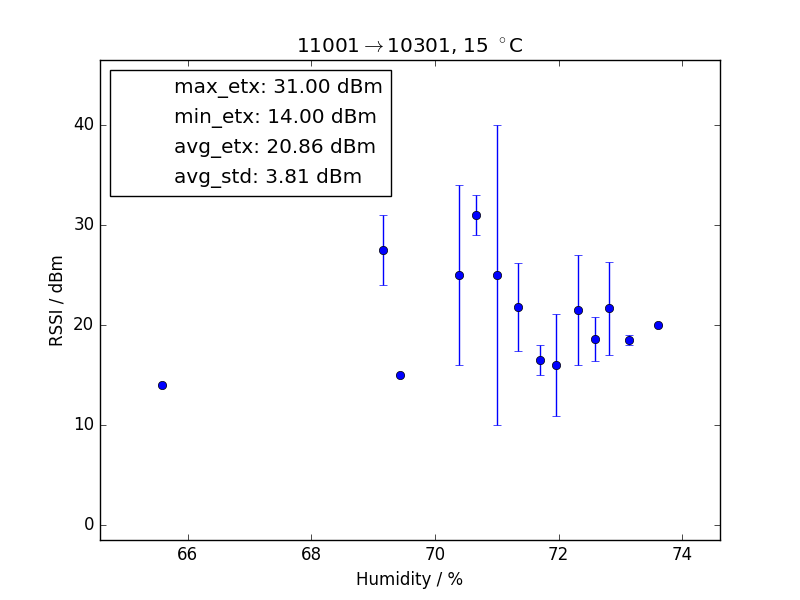 11001→10301, 15 °C
max_etx: 31.00 dBm
min_etx: 14.00 dBm
avg_etx: 20.86 dBm
avg_std: 3.81 dBm
RSSI / dBm
40
30
20
10
0
66 68 70 72 74
Humidity / %